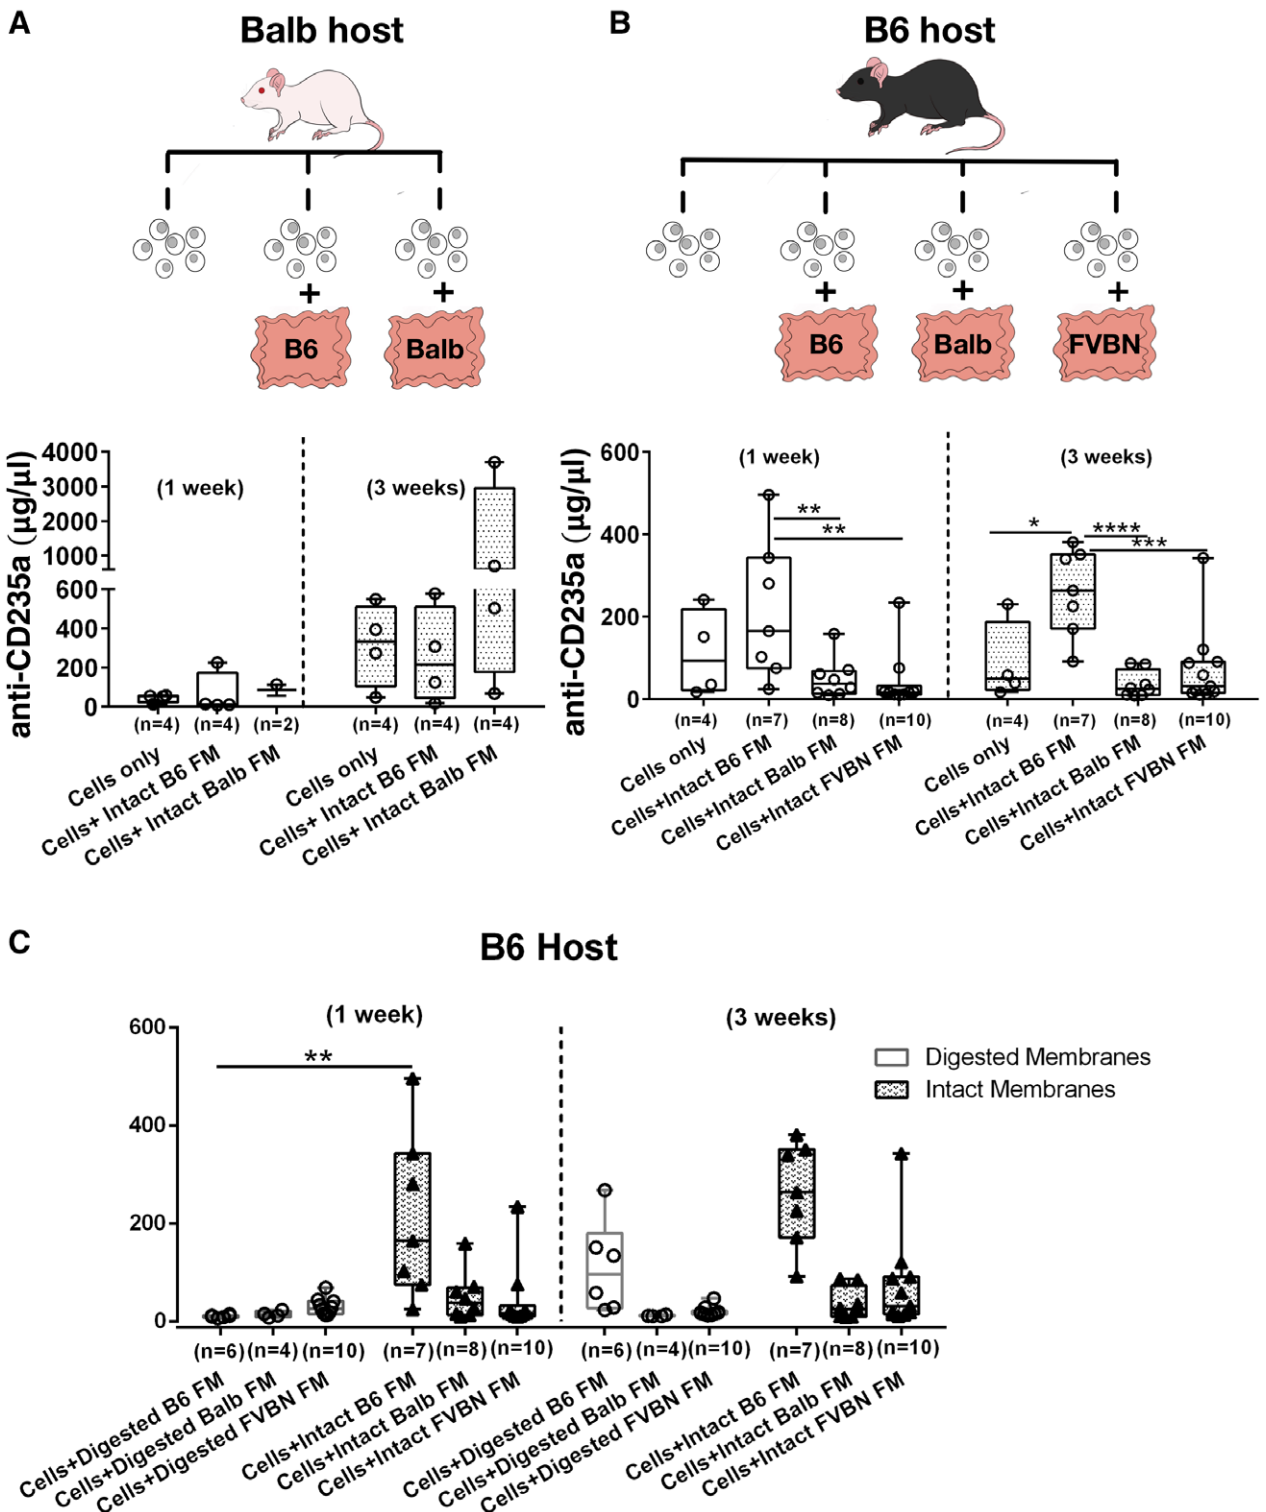 A
Balb host
+
+
B6
Balb
anti-CD235a (µg/µl)
4000
3000
2000
1000
600
400
200
0
(1 week)
(3 weeks)
(n=4)
(n=4)
(n=2)
(n=4)
(n=4)
(n=4)
Cells only
Cells+ Intact B6 FM
Cells+ Intact Balb FM
Cells only
Cells+ Intact B6 FM
Cells+ Intact Balb FM
B
B6 host
+
+
+
B6
Balb
FVBN
anti-CD235a (µg/µl)
600
400
200
0
(1 week)
(3 weeks)
**
**
*
****
***
(n=4)
(n=7)
(n=8)
(n=10)
(n=4)
(n=7)
(n=8)
(n=10)
Cells only
Cells+Intact B6 FM
Cells+Intact Balb FM
Cells+Intact FVBN FM
Cells only
Cells+Intact B6 FM
Cells+Intact Balb FM
Cells+Intact FVBN FM
C
B6 Host
600
400
200
0
(1 week)
(3 weeks)
**
Digested Membranes
Intact Membranes
(n=6)
(n=4)
(n=10)
(n=7)
(n=8)
(n=10)
(n=6)
(n=4)
(n=10)
(n=7)
(n=8)
(n=10)
Cells+Digested B6 FM
Cells+Digested Balb FM
Cells+Digested FVBN FM
Cells+Intact B6 FM
Cells+Intact Balb FM
Cells+Intact FVBN FM
Cells+Digested B6 FM
Cells+Digested Balb FM
Cells+Digested FVBN FM
Cells+Intact B6 FM
Cells+Intact Balb FM
Cells+Intact FVBN FM